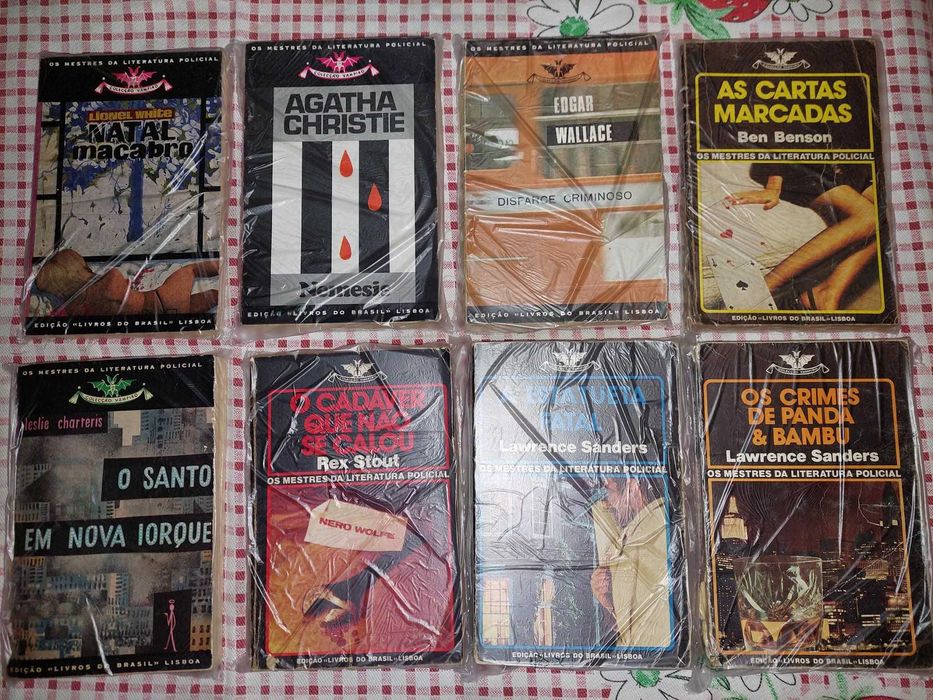 OS MESTRES DA LITERATURA POLICIAL
COLECÇÃO VAMPIRO
LIONEL WHITE
NATAL
macabro
EDIÇÃO «LIVROS DO BRASIL» LISBOA
OS MESTRES DA LITERATURA POLICIAL
COLECÇÃO VAMPIRO
AGATHA
CHRISTIE
Nemesis
EDIÇÃO «LIVROS DO BRASIL» LISBOA
OS MESTRES DA LITERATURA POLICIAL
EDGAR
WALLACE
DISFARCE CRIMINOSO
EDIÇÃO «LIVROS DO BRASIL» LISBOA
AS CARTAS
MARCADAS
Ben Benson
OS MESTRES DA LITERATURA POLICIAL
EDIÇÃO «LIVROS DO BRASIL» LISBOA
OS MESTRES DA LITERATURA POLICIAL
COLECÇÃO VAMPIRO
leslie charteris
O SANTO
EM NOVA IORQUE
EDIÇÃO «LIVROS DO BRASIL» LISBOA
O CADÁVER
QUE NÃO
SE CALOU
Rex Stout
OS MESTRES DA LITERATURA POLICIAL
NERO WOLFE
EDIÇÃO «LIVROS DO BRASIL» LISBOA
Lawrence Sanders
OS MESTRES DA LITERATURA POLICIAL
EDIÇÃO «LIVROS DO BRASIL» LISBOA
OS CRIMES
DE PANDA
& BAMBU
Lawrence Sanders
OS MESTRES DA LITERATURA POLICIAL
EDIÇÃO «LIVROS DO BRASIL» LISBOA